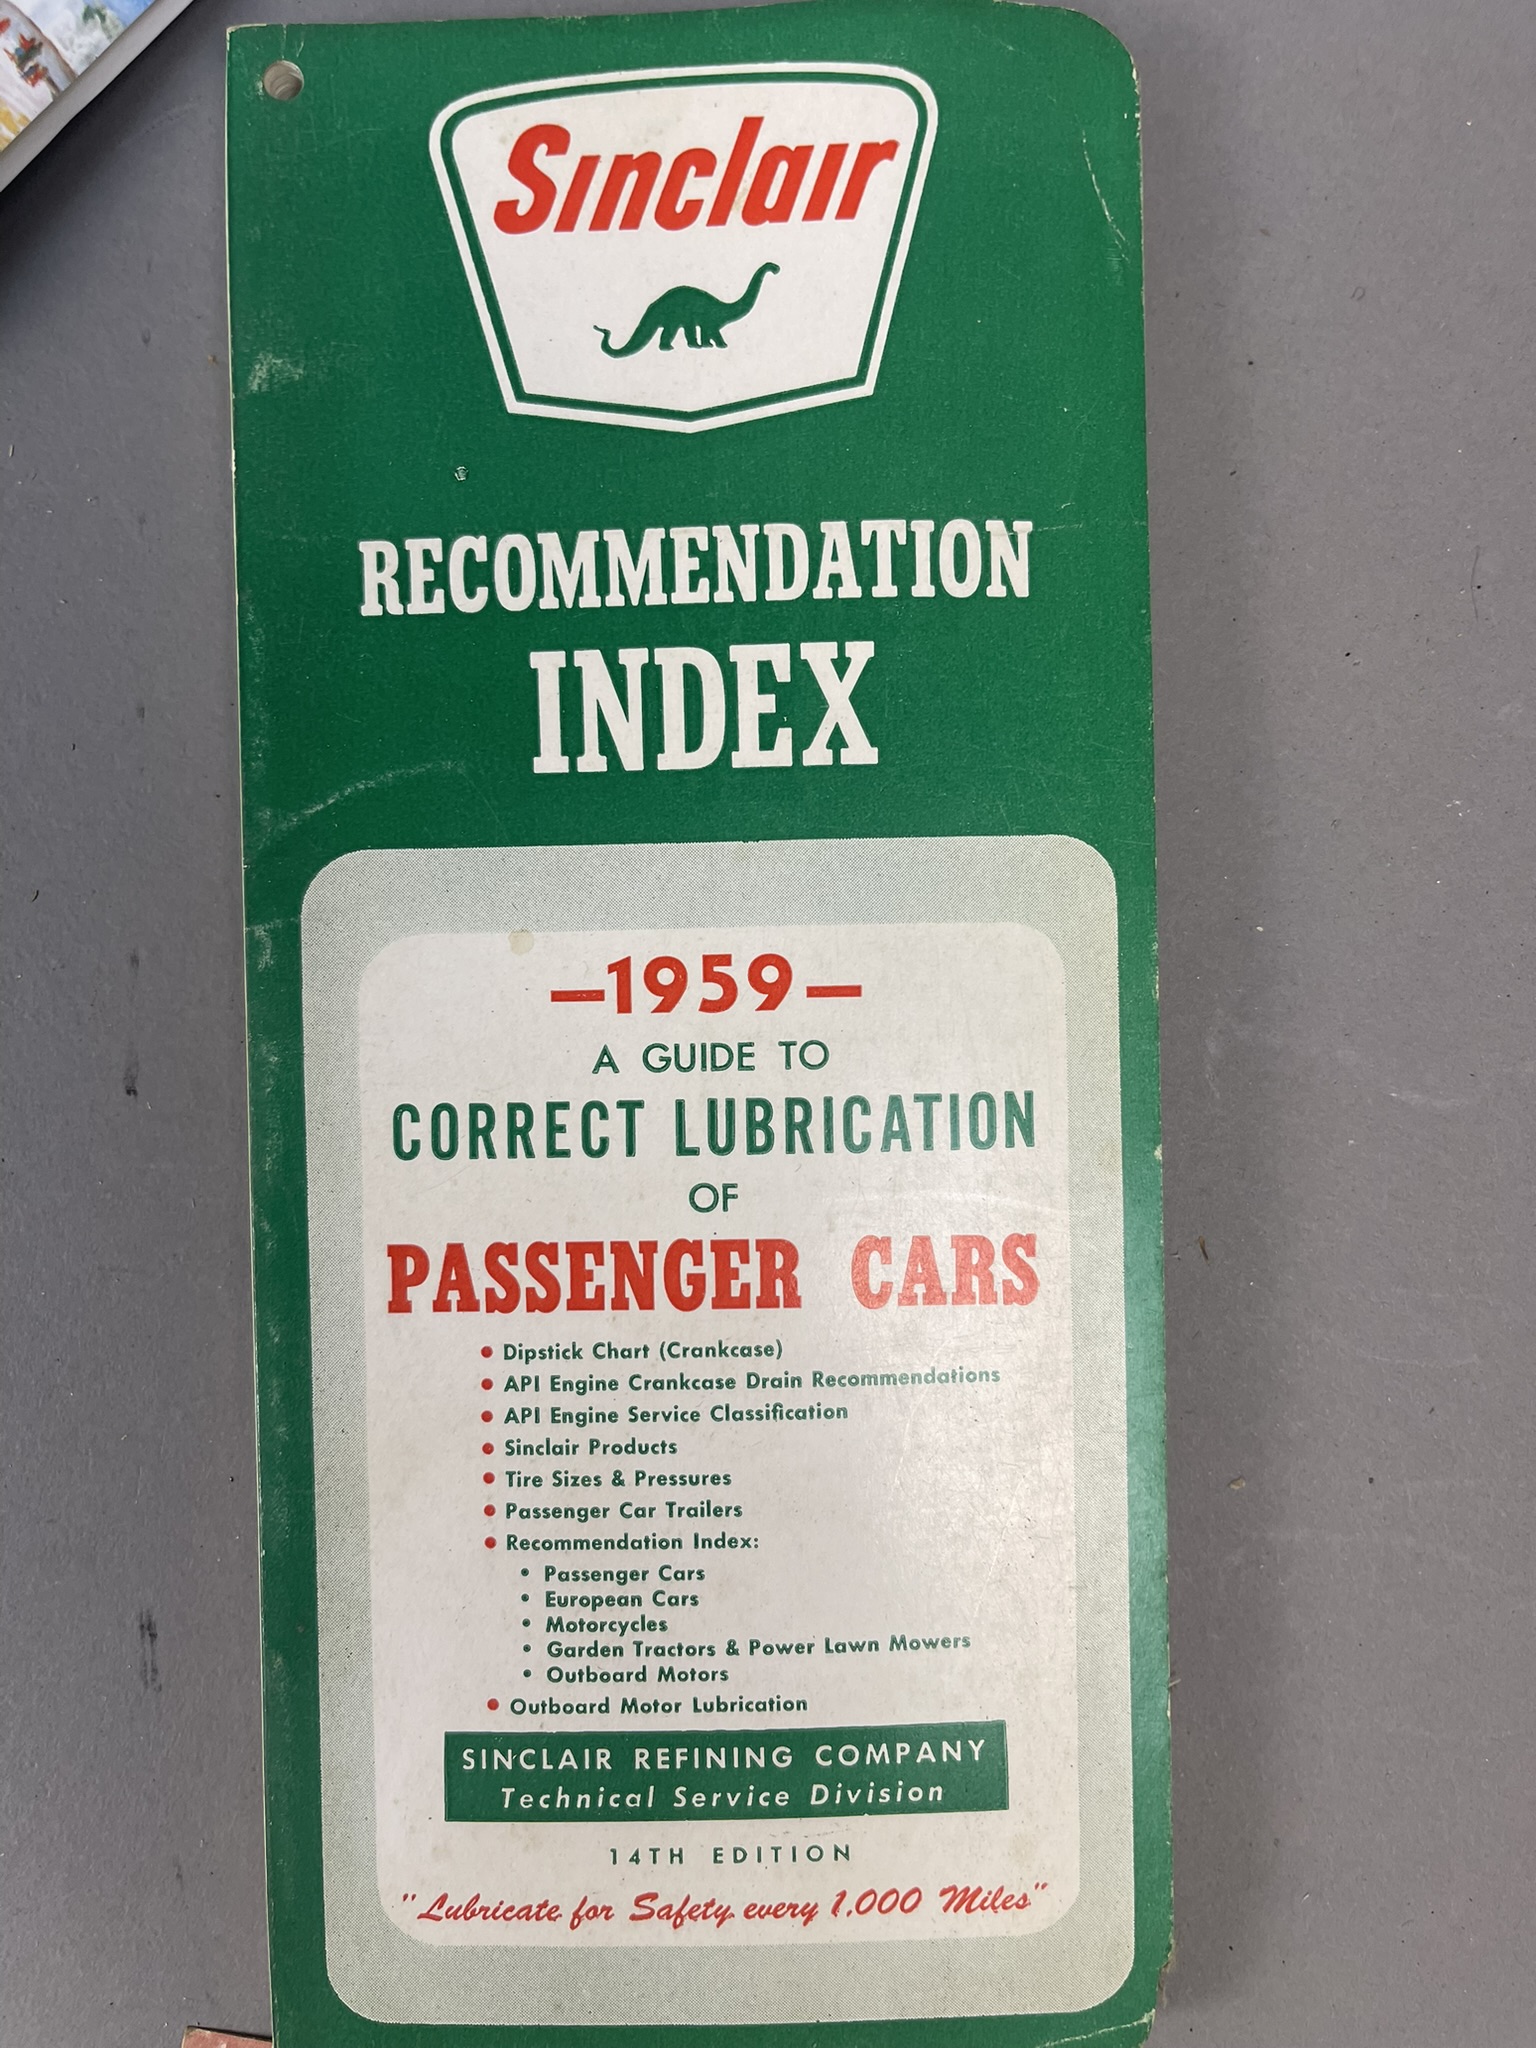 Sinclair
RECOMMENDATION
INDEX
—1959—
A GUIDE TO
CORRECT LUBRICATION
OF
PASSENGER CARS
• Dipstick Chart (Crankcase)
• API Engine Crankcase Drain Recommendations
• API Engine Service Classification
• Sinclair Products
• Tire Sizes & Pressures
• Passenger Car Trailers
• Recommendation Index:
• Passenger Cars
• European Cars
• Motorcycles
• Garden Tractors & Power Lawn Mowers
• Outboard Motors
• Outboard Motor Lubrication
SINCLAIR REFINING COMPANY
Technical Service Division
14TH EDITION
"Lubricate for Safety every 1,000 Miles"